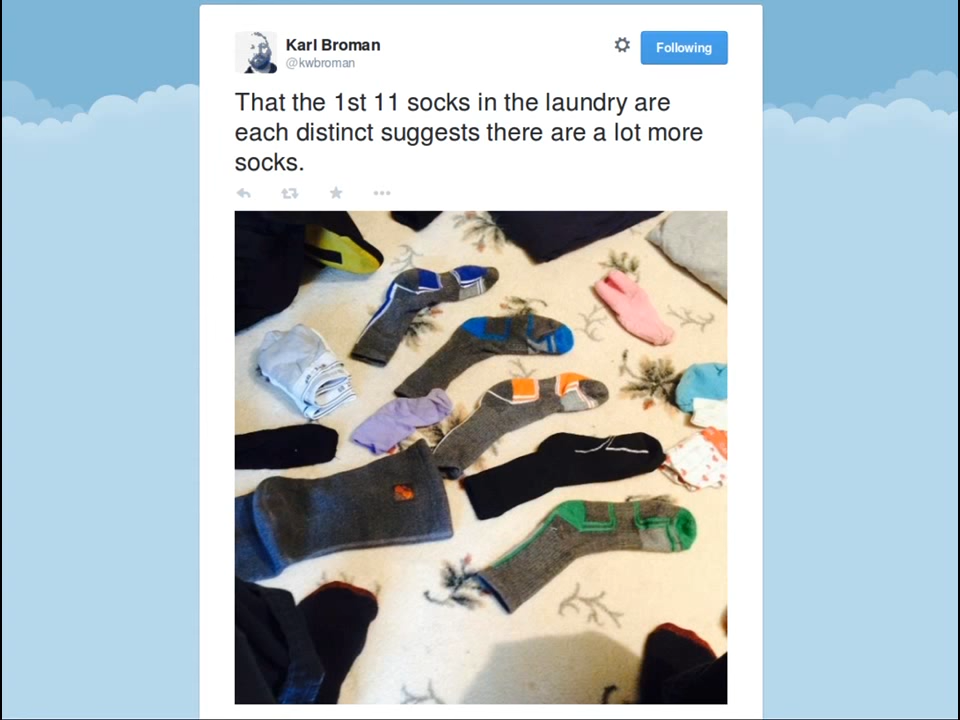 Karl Broman
@kwbroman
Following
That the 1st 11 socks in the laundry are
each distinct suggests there are a lot more
socks.